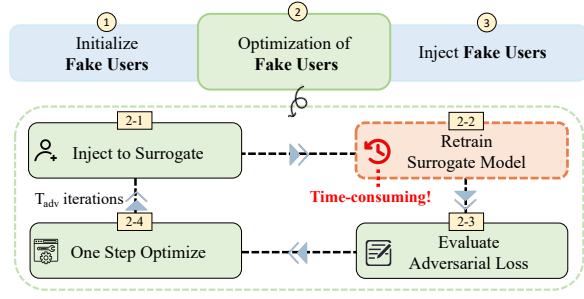 1
Initialize
Fake Users
2
Optimization of
Fake Users
3
Inject Fake Users
2-1
Inject to Surrogate
2-2
Retrain
Surrogate Model
Time-consuming!
T_adv iterations
2-3
Evaluate
Adversarial Loss
2-4
One Step Optimize